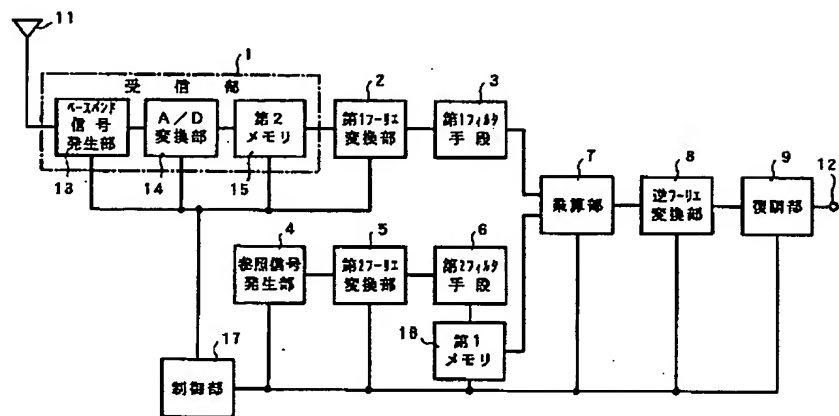 11
1
受信部
2
3
ベースバンド
信号
発生部
A/D
変換部
第2
メモリ
第1フーリエ
変換部
第1フィルタ
手段
13
14
15
7
8
9
12
乗算部
逆フーリエ
変換部
復調部
4
5
6
参照信号
発生部
第2フーリエ
変換部
第2フィルタ
手段
17
18
第1
メモリ
制御部